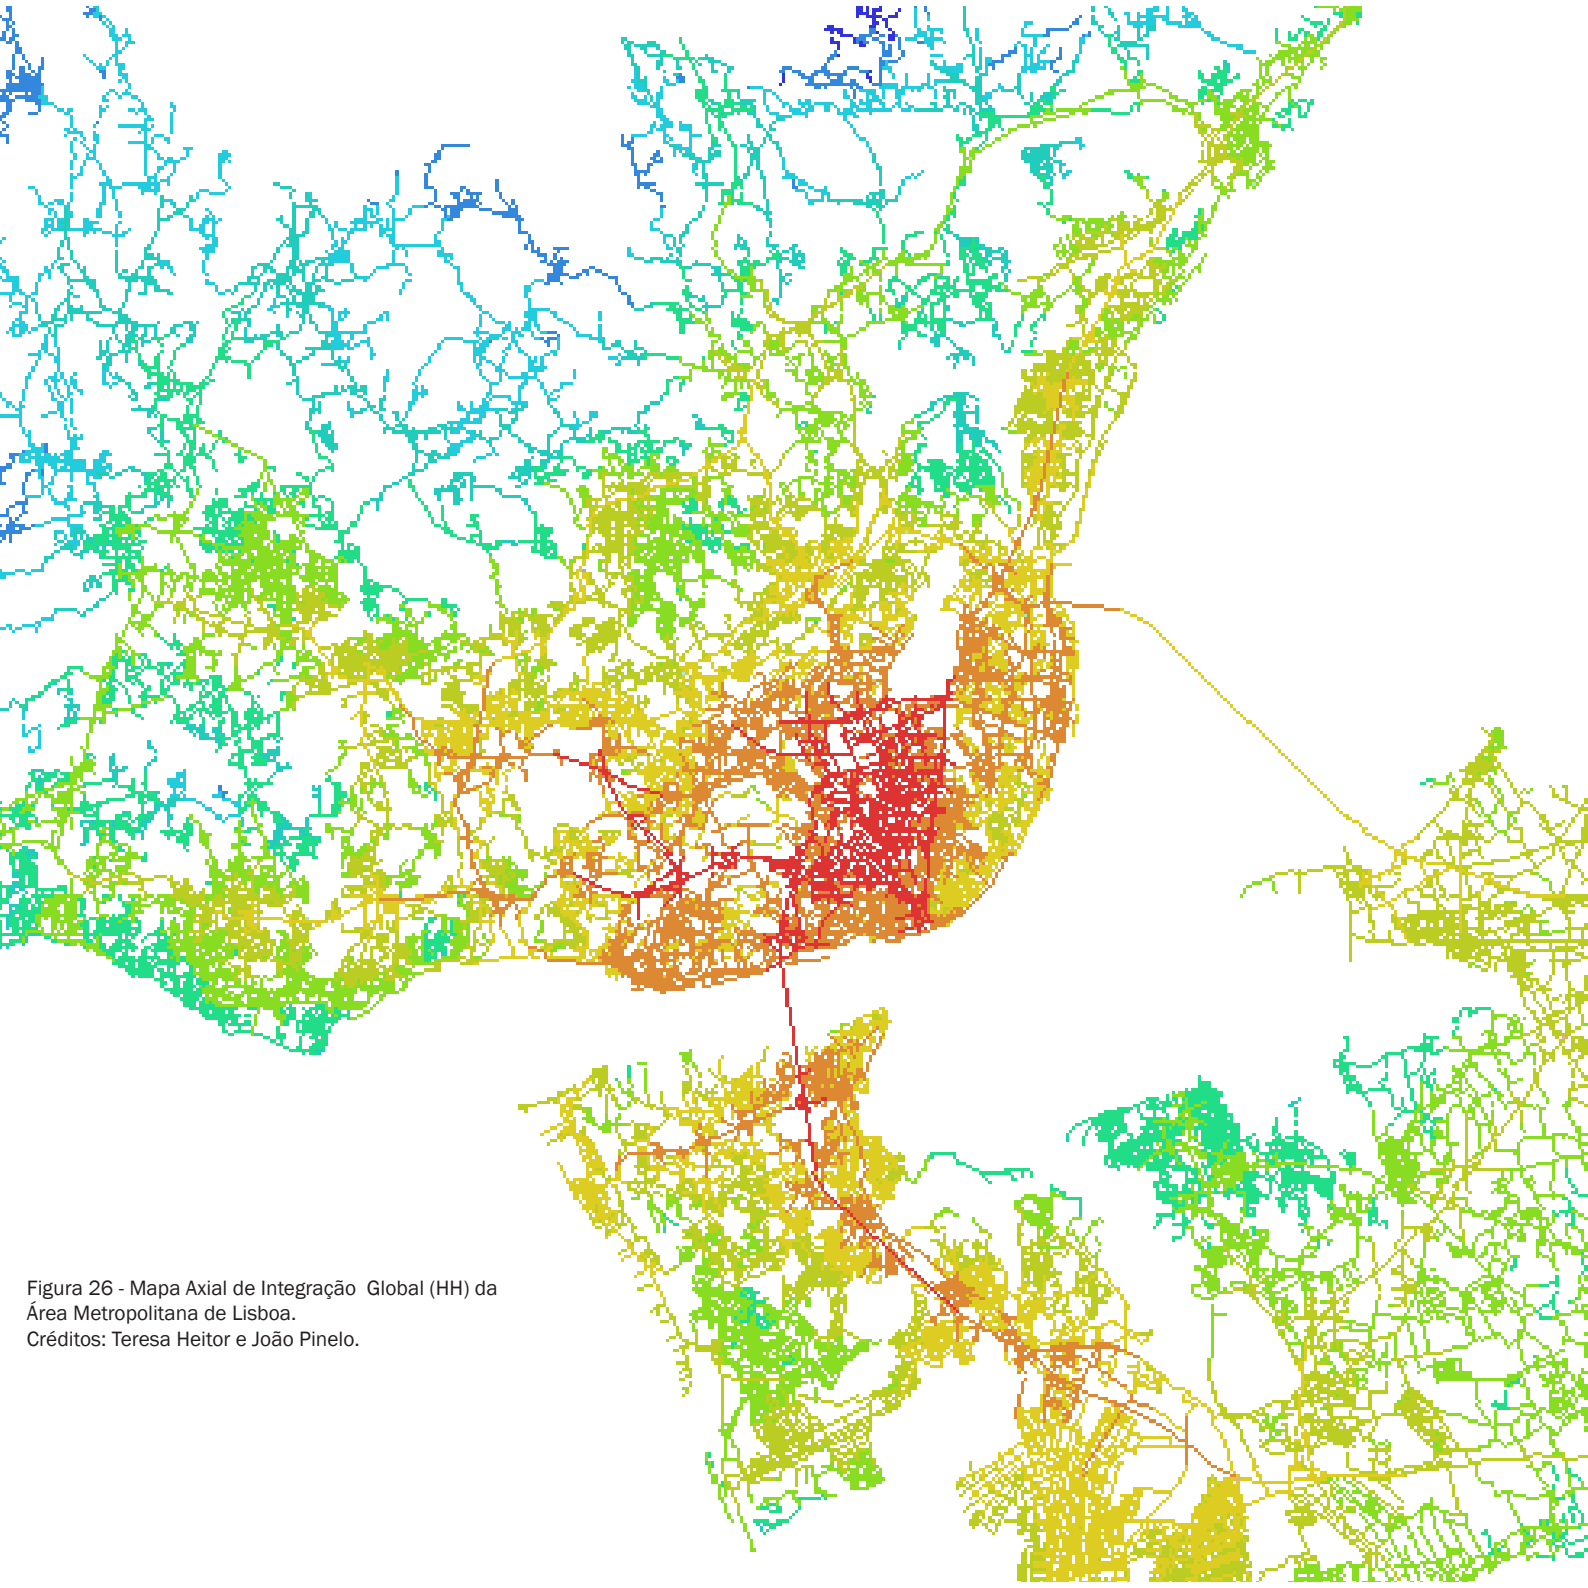 Figura 26 - Mapa Axial de Integração  Global (HH) da
Área Metropolitana de LIsboa.
Créditos: Teresa Heitor e João Pinelo.